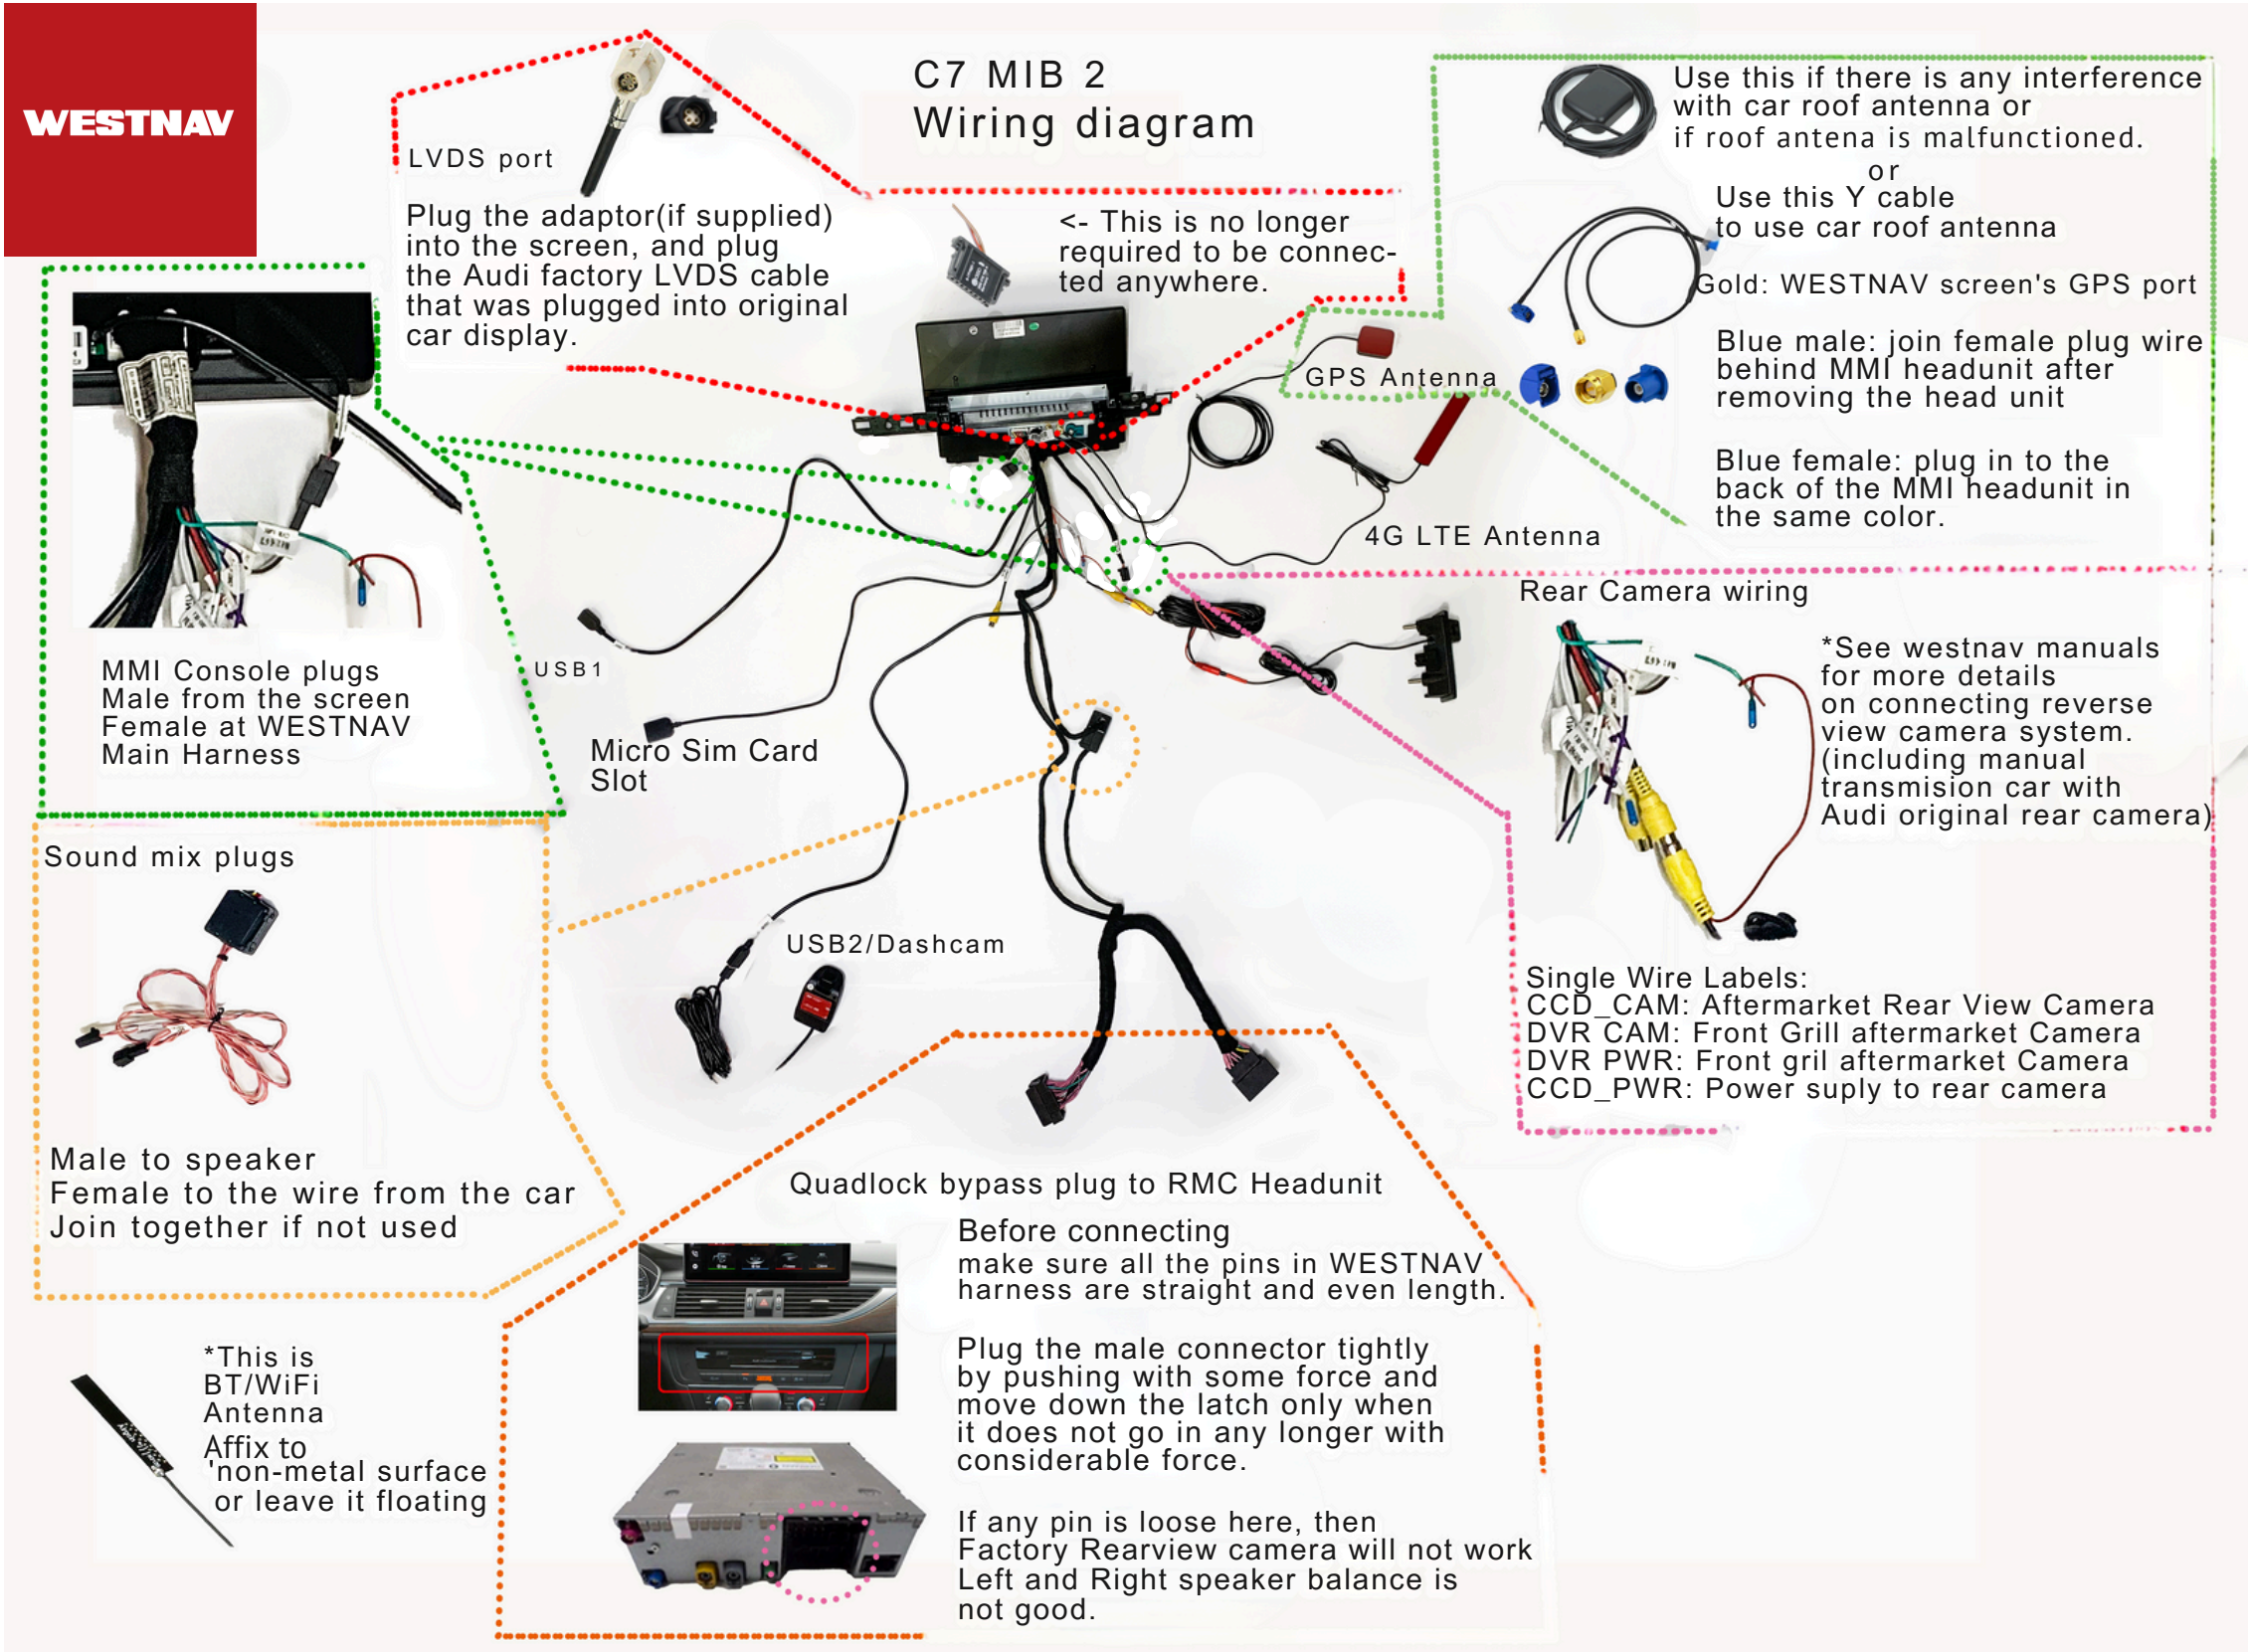 WESTNAV
C7 MIB 2
Wiring diagram
LVDS port
Plug the adaptor(if supplied)
into the screen, and plug
the Audi factory LVDS cable
that was plugged into original
car display.
<- This is no longer
required to be connec-
ted anywhere.
Use this if there is any interference
with car roof antenna or
if roof antena is malfunctioned.
or
Use this Y cable
to use car roof antenna
Gold: WESTNAV screen's GPS port
Blue male: join female plug wire
behind MMI headunit after
removing the head unit
Blue female: plug in to the
back of the MMI headunit in
the same color.
GPS Antenna
4G LTE Antenna
MMI Console plugs
Male from the screen
Female at WESTNAV
Main Harness
USB1
Micro Sim Card
Slot
Rear Camera wiring
*See westnav manuals
for more details
on connecting reverse
view camera system.
(including manual
transmision car with
Audi original rear camera)
Single Wire Labels:
CCD_CAM: Aftermarket Rear View Camera
DVR CAM: Front Grill aftermarket Camera
DVR PWR: Front gril aftermarket Camera
CCD_PWR: Power suply to rear camera
Sound mix plugs
Male to speaker
Female to the wire from the car
Join together if not used
USB2/Dashcam
Quadlock bypass plug to RMC Headunit
Before connecting
make sure all the pins in WESTNAV
harness are straight and even length.
Plug the male connector tightly
by pushing with some force and
move down the latch only when
it does not go in any longer with
considerable force.
If any pin is loose here, then
Factory Rearview camera will not work
Left and Right speaker balance is
not good.
*This is
BT/WiFi
Antenna
Affix to
'non-metal surface
or leave it floating